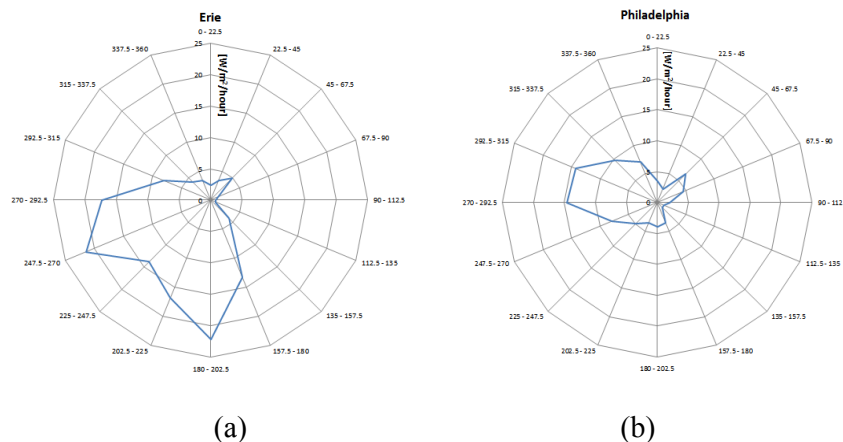 Erie
0 - 22.5
22.5 - 45
45 - 67.5
67.5 - 90
90 - 112.5
112.5 - 135
135 - 157.5
157.5 - 180
180 - 202.5
202.5 - 225
225 - 247.5
247.5 - 270
270 - 292.5
292.5 - 315
315 - 337.5
337.5 - 360
25
20
15
10
5
0
[W/m²/hour]
(a)
Philadelphia
0 - 22.5
22.5 - 45
45 - 67.5
67.5 - 90
90 - 112
112.5 - 135
135 - 157.5
157.5 - 180
180 - 202.5
202.5 - 225
225 - 247.5
247.5 - 270
270 - 292.5
292.5 - 315
315 - 337.5
337.5 - 360
25
20
15
10
5
0
[W/m²/hour]
(b)